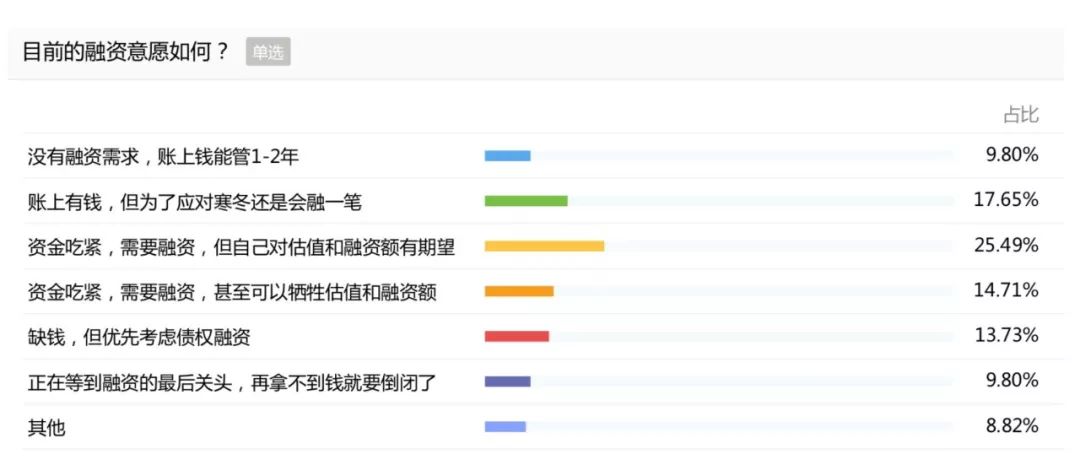 目前的融资意愿如何？ 单选
占比
没有融资需求，账上钱能管1-2年 9.80%
账上有钱，但为了应对寒冬还是会融一笔 17.65%
资金吃紧，需要融资，但自己对估值和融资额有期望 25.49%
资金吃紧，需要融资，甚至可以牺牲估值和融资额 14.71%
缺钱，但优先考虑债权融资 13.73%
正在等到融资的最后关头，再拿不到钱就要倒闭了 9.80%
其他 8.82%